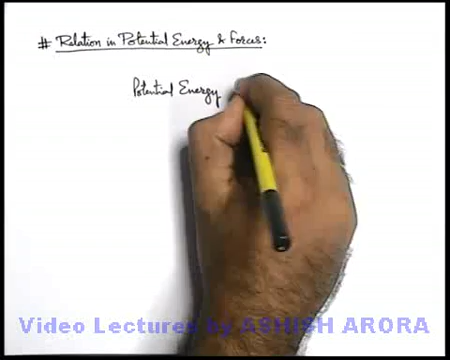 # Relation in Potential Energy & Forces:
Potential Energy
Video Lectures by ASHISH ARORA